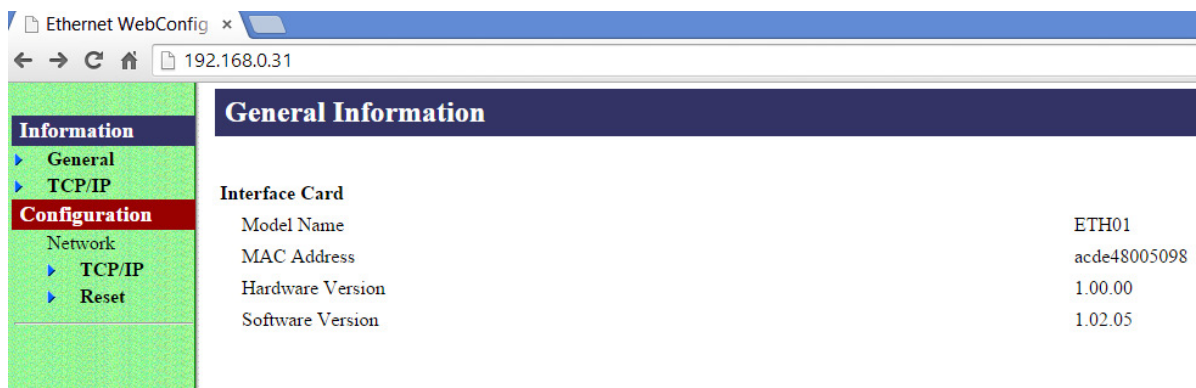 Ethernet WebConfig ×
192.168.0.31
Information
General
TCP/IP
Configuration
Network
TCP/IP
Reset
General Information
Interface Card
Model Name ETH01
MAC Address acde48005098
Hardware Version 1.00.00
Software Version 1.02.05